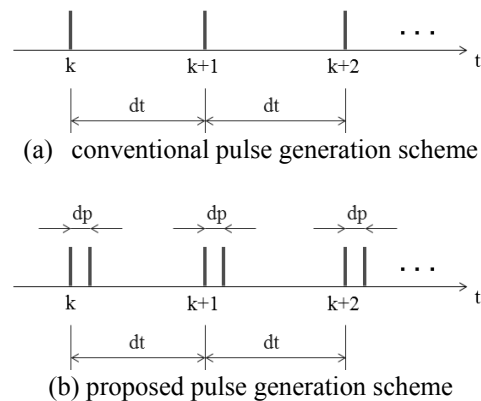 k k+1 k+2 . . . t
dt dt
(a) conventional pulse generation scheme
dp dp dp
k k+1 k+2 . . . t
dt dt
(b) proposed pulse generation scheme